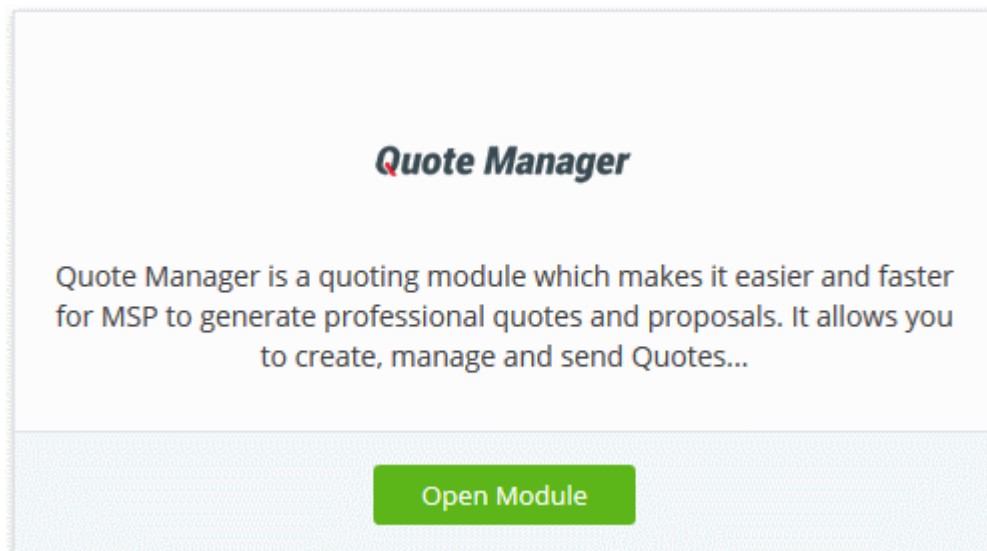 Quote Manager
Quote Manager is a quoting module which makes it easier and faster
for MSP to generate professional quotes and proposals. It allows you
to create, manage and send Quotes...
Open Module